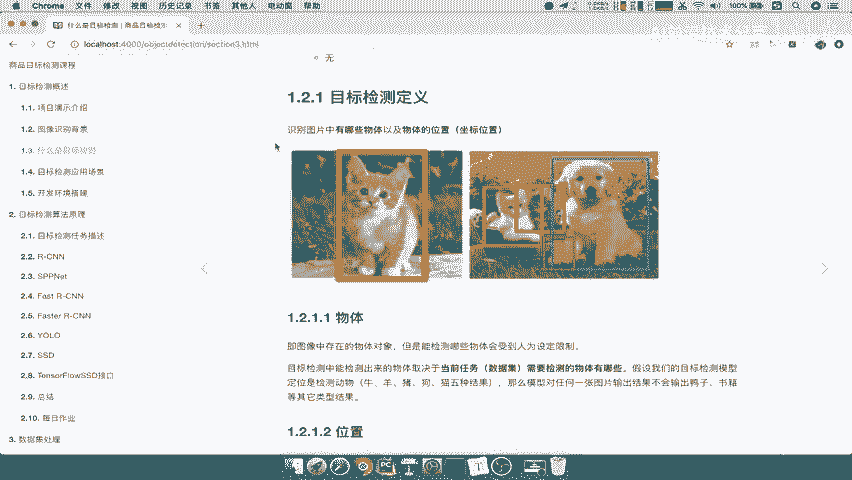 Chrome 文件 修改 视图 历史记录 书签 其他人 电动窗 帮助
100%
什么是目标检测 | 商品目标检测
localhost:4000/objectdetection/section3.html
商品目标检测课程
1. 目标检测概述
1.1. 项目演示介绍
1.2. 图像识别背景
1.3. 什么是目标检测
1.4. 目标检测应用场景
1.5. 开发环境搭建
2. 目标检测算法原理
2.1. 目标检测任务描述
2.2. R-CNN
2.3. SPPNet
2.4. Fast R-CNN
2.5. Faster R-CNN
2.6. YOLO
2.7. SSD
2.8. TensorFlowSSD接口
2.9. 总结
2.10. 每日作业
3. 数据集处理
无
1.2.1 目标检测定义
识别图片中有哪些物体以及物体的位置（坐标位置）
1.2.1.1 物体
即图像中存在的物体对象，但是能检测哪些物体会受到人为设定限制。
目标检测中能检测出来的物体取决于当前任务（数据集）需要检测的物体有哪些。假设我们的目标检测模型
定位是检测动物（牛、羊、猪、狗、猫五种结果），那么模型对任何一张图片输出结果不会输出鸭子、书籍
等其它类型结果。
1.2.1.2 位置